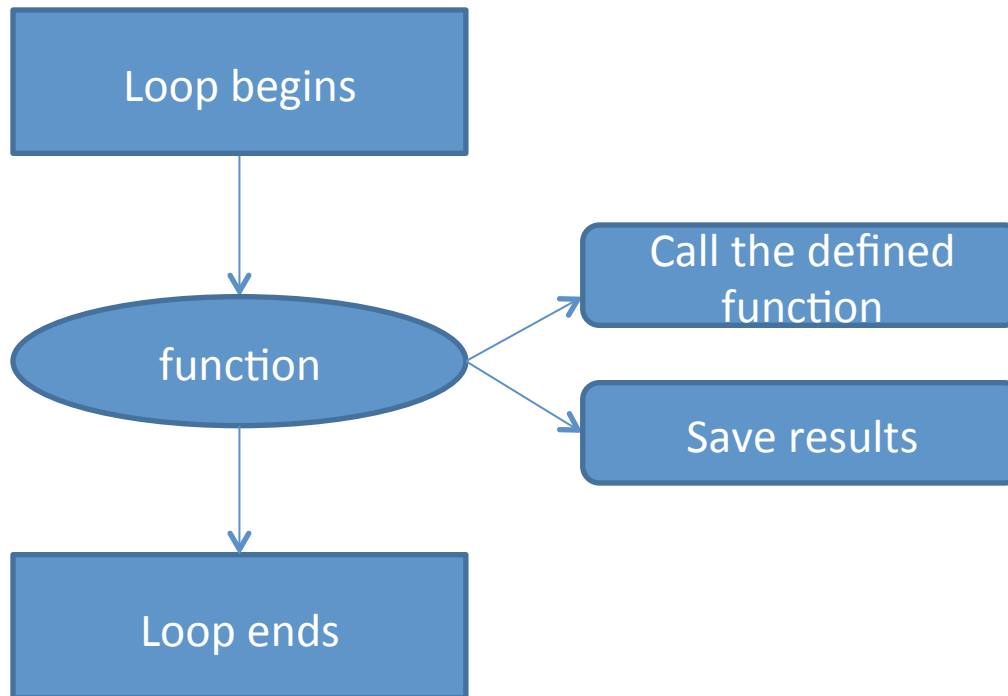 Loop begins
Call the defined
function
function
Save results
Loop ends